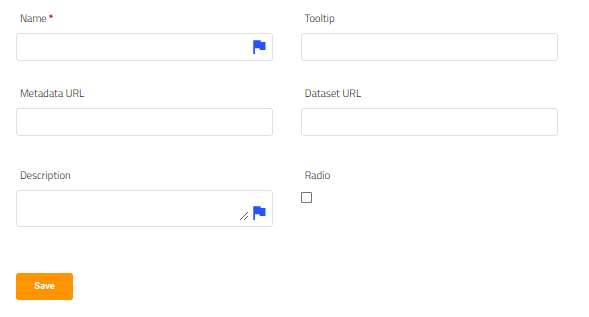 Name * Tooltip
Metadata URL Dataset URL
Description Radio
Save